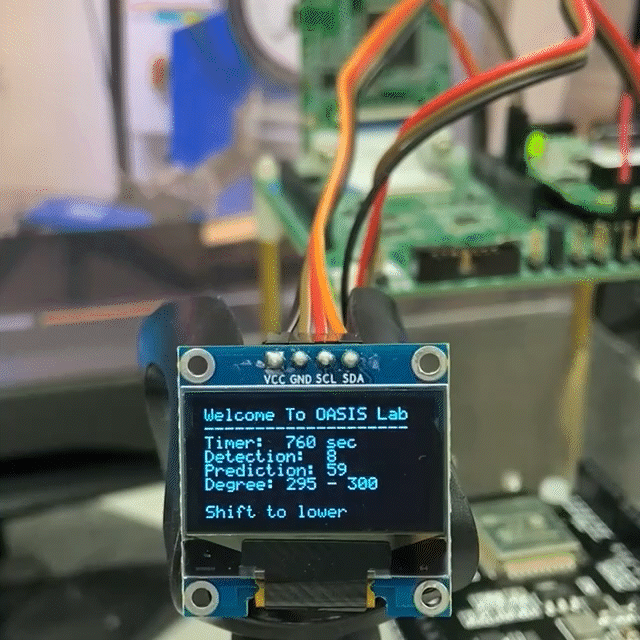 VCC GND SCL SDA
Welcome To OASIS Lab
--------------------
Timer:  760 sec
Detection:  8
Prediction: 59
Degree: 295 - 300
Shift to lower